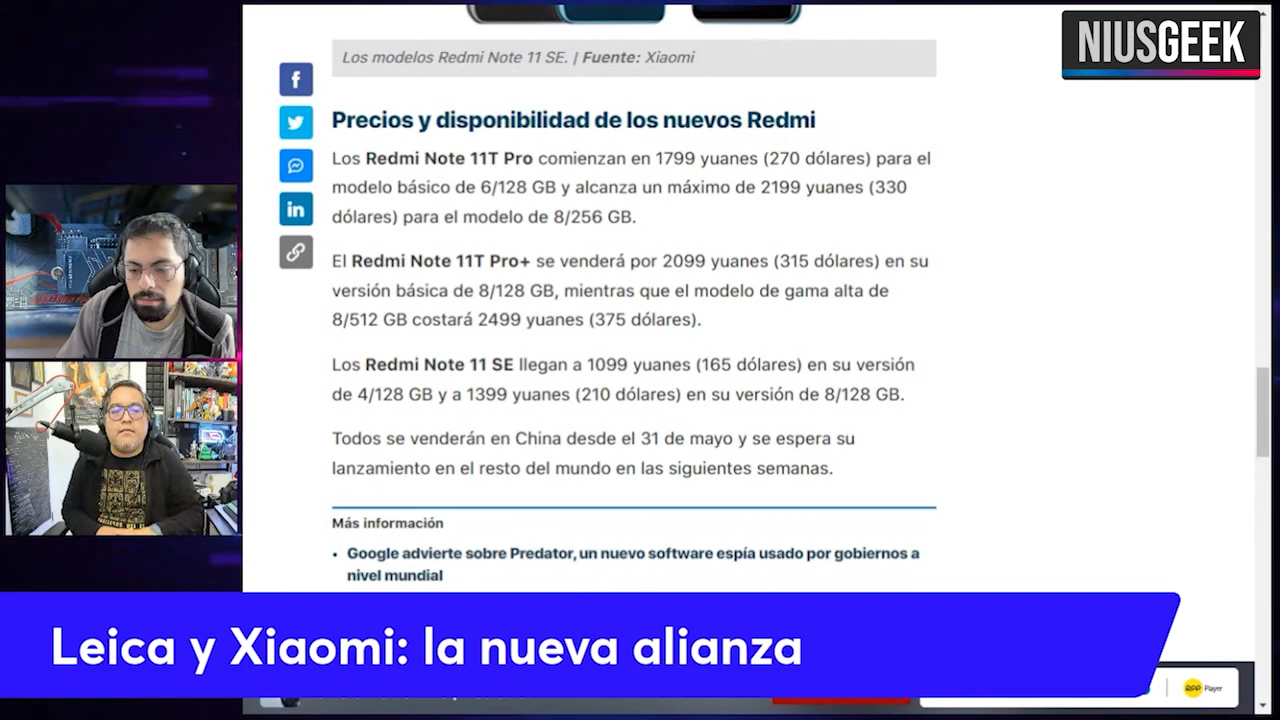 NIUSGEEK
Los modelos Redmi Note 11 SE. | Fuente: Xiaomi
Precios y disponibilidad de los nuevos Redmi
Los Redmi Note 11T Pro comienzan en 1799 yuanes (270 dólares) para el
modelo básico de 6/128 GB y alcanza un máximo de 2199 yuanes (330
dólares) para el modelo de 8/256 GB.
El Redmi Note 11T Pro+ se venderá por 2099 yuanes (315 dólares) en su
versión básica de 8/128 GB, mientras que el modelo de gama alta de
8/512 GB costará 2499 yuanes (375 dólares).
Los Redmi Note 11 SE llegan a 1099 yuanes (165 dólares) en su versión
de 4/128 GB y a 1399 yuanes (210 dólares) en su versión de 8/128 GB.
Todos se venderán en China desde el 31 de mayo y se espera su
lanzamiento en el resto del mundo en las siguientes semanas.
Más información
• Google advierte sobre Predator, un nuevo software espía usado por gobiernos a
nivel mundial
Leica y Xiaomi: la nueva alianza
RPP Player